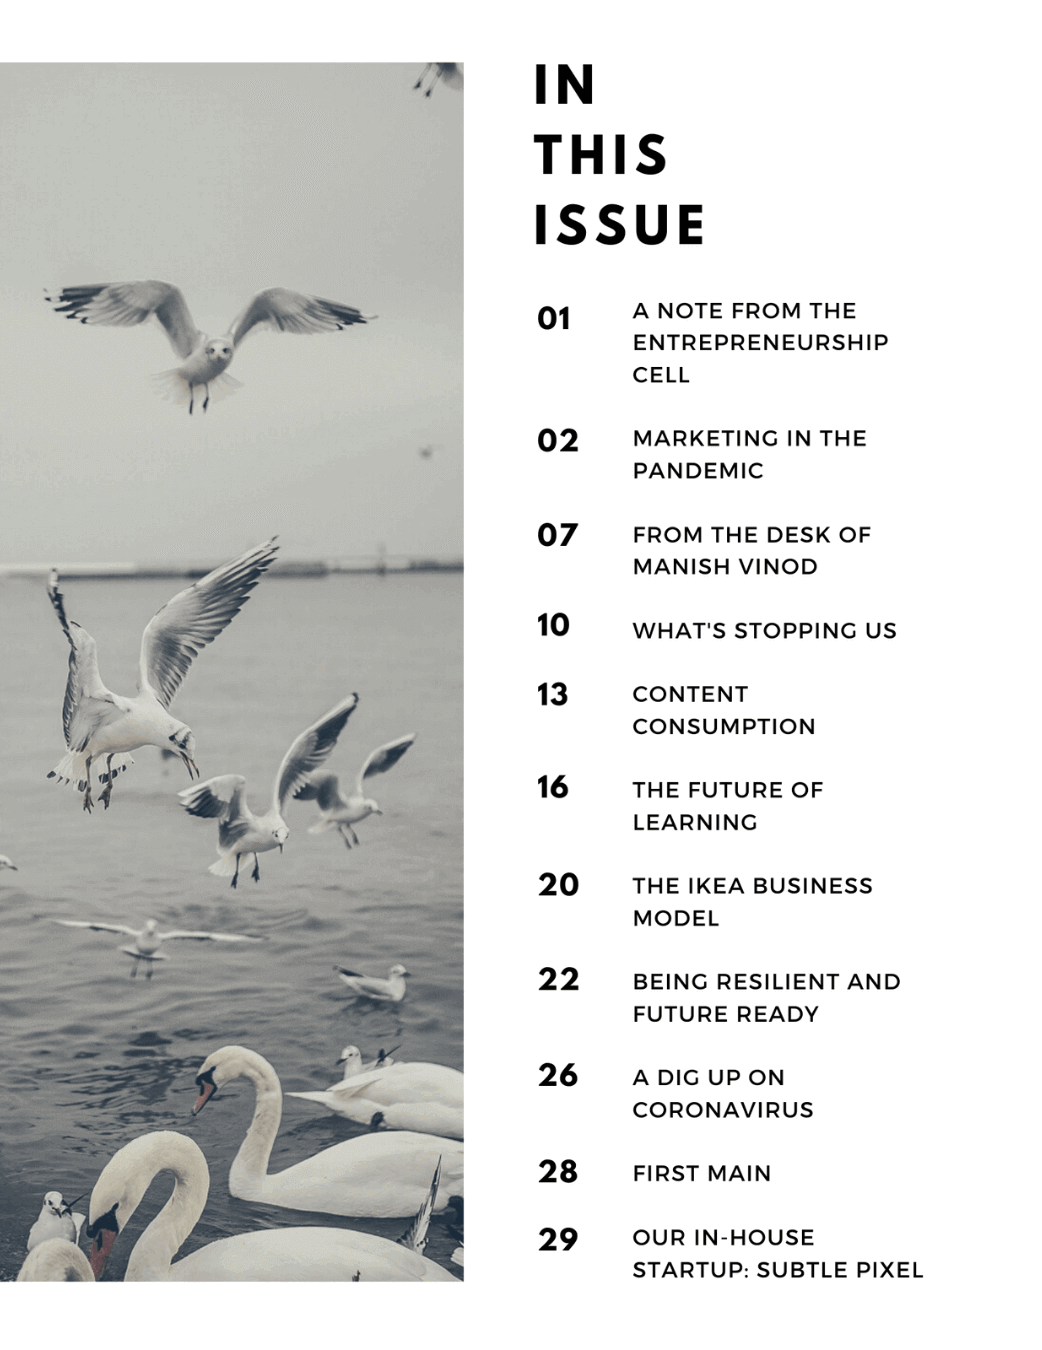 IN
THIS
ISSUE
01
A NOTE FROM THE
ENTREPRENEURSHIP
CELL
02
MARKETING IN THE
PANDEMIC
07
FROM THE DESK OF
MANISH VINOD
10
WHAT'S STOPPING US
13
CONTENT
CONSUMPTION
16
THE FUTURE OF
LEARNING
20
THE IKEA BUSINESS
MODEL
22
BEING RESILIENT AND
FUTURE READY
26
A DIG UP ON
CORONAVIRUS
28
FIRST MAIN
29
OUR IN-HOUSE
STARTUP: SUBTLE PIXEL